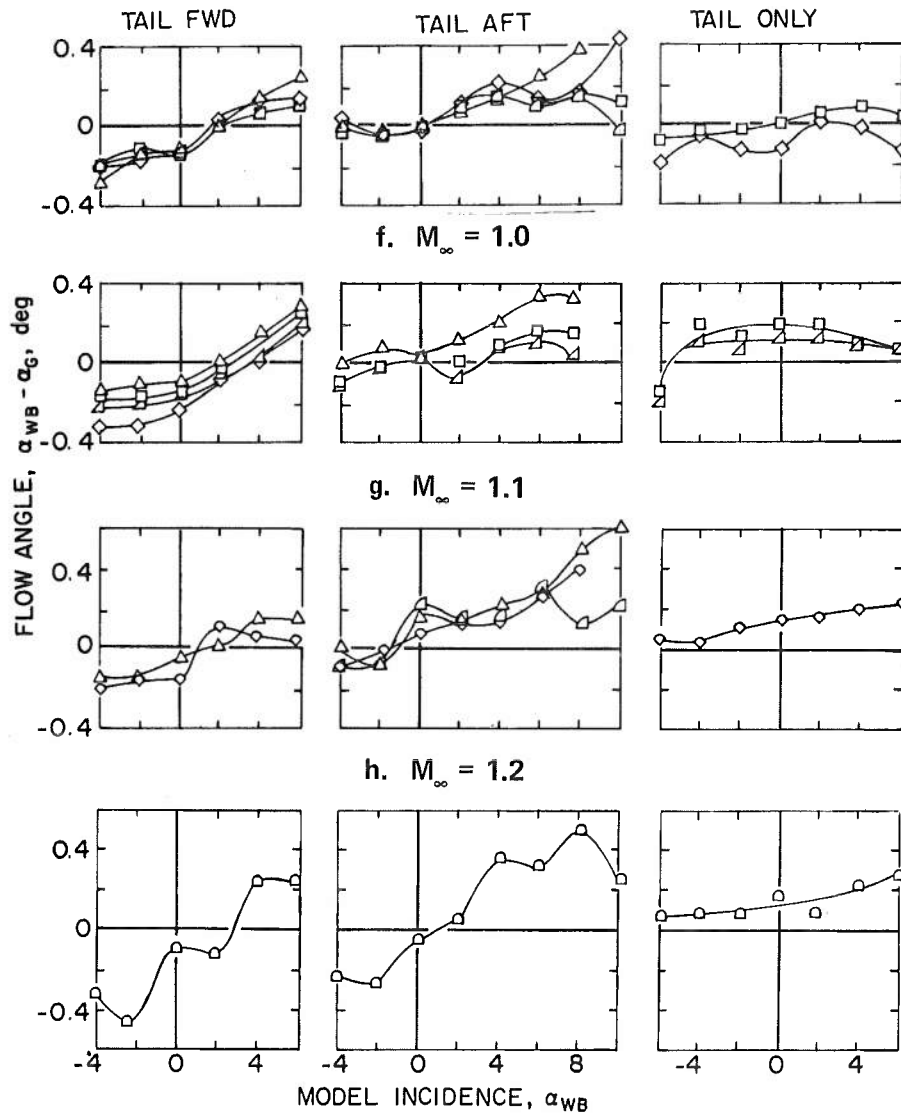 TAIL FWD TAIL AFT TAIL ONLY
0.4
0
-0.4
f. M∞ = 1.0
0.4
0
-0.4
g. M∞ = 1.1
0.4
0
-0.4
h. M∞ = 1.2
0.4
0
-0.4
FLOW ANGLE, αWB - αG, deg
-4 0 4 -4 0 4 8 -4 0 4
MODEL INCIDENCE, αWB